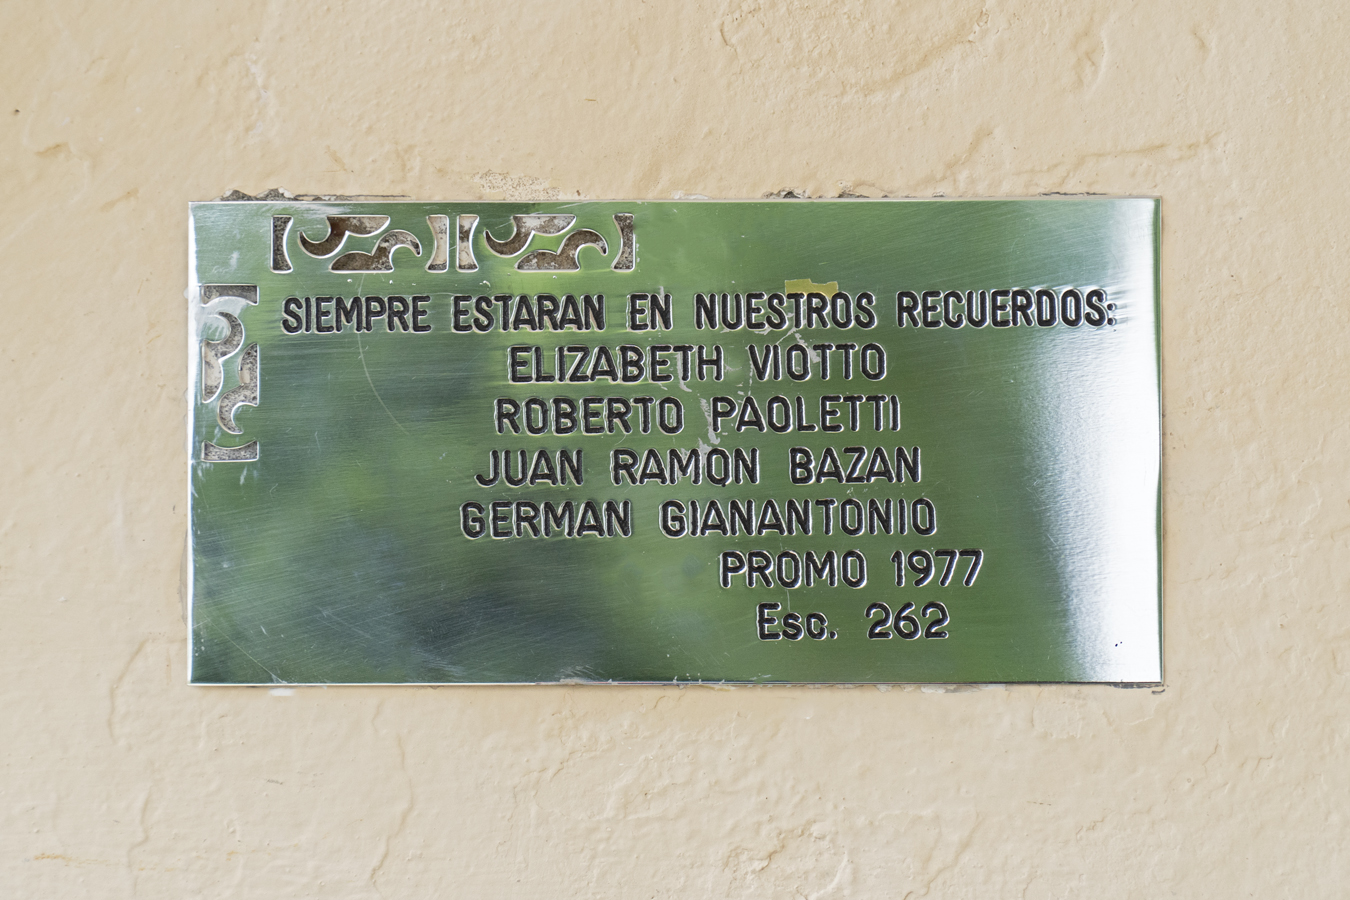 SIEMPRE ESTARAN EN NUESTROS RECUERDOS:
ELIZABETH VIOTTO
ROBERTO PAOLETTI
JUAN RAMON BAZAN
GERMAN GIANANTONIO
PROMO 1977
Esc. 262